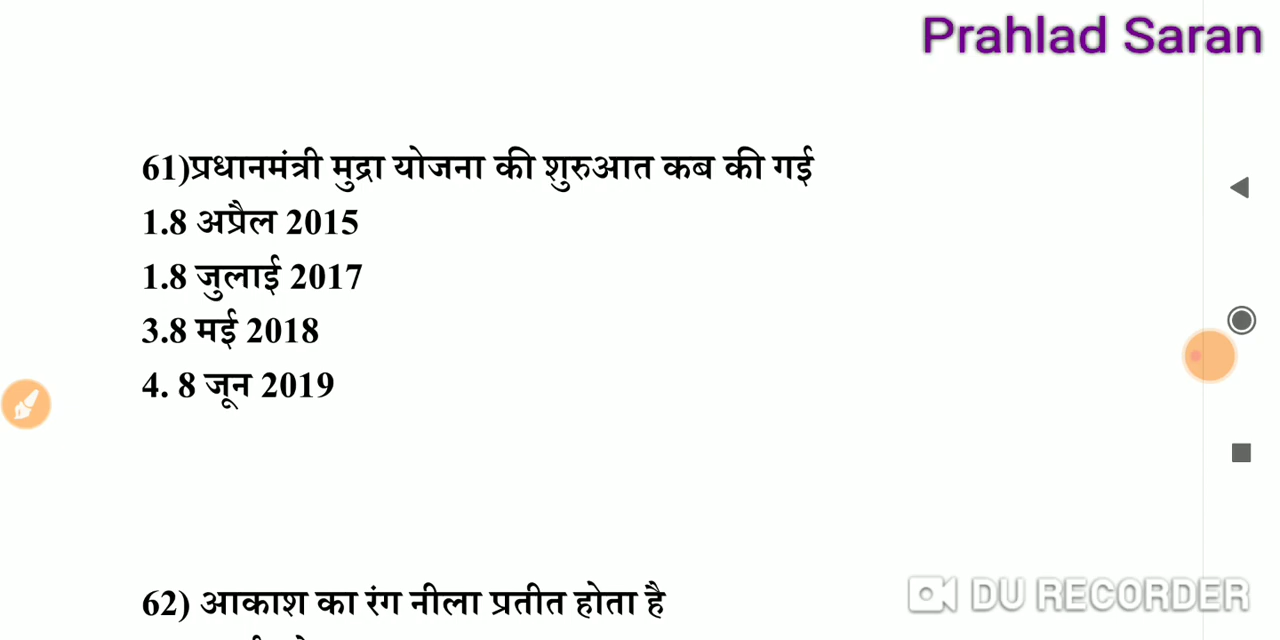 Prahlad Saran
61)प्रधानमंत्री मुद्रा योजना की शुरुआत कब की गई
1.8 अप्रैल 2015
1.8 जुलाई 2017
3.8 मई 2018
4. 8 जून 2019
62) आकाश का रंग नीला प्रतीत होता है
DU RECORDER